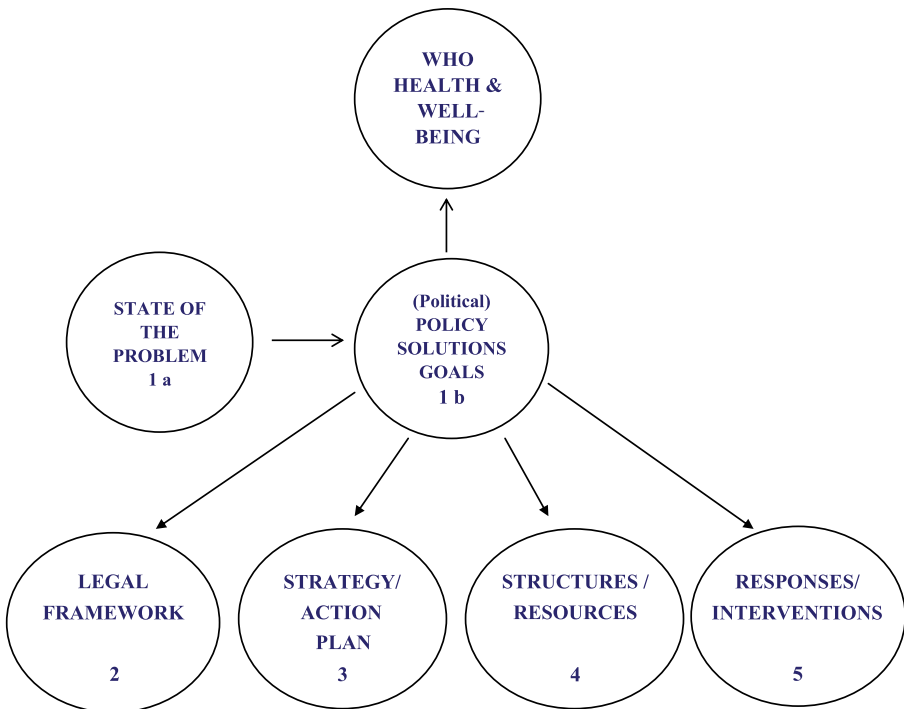 WHO
HEALTH &
WELL-
BEING
STATE OF
THE
PROBLEM
1 a
(Political)
POLICY
SOLUTIONS
GOALS
1 b
LEGAL
FRAMEWORK
2
STRATEGY/
ACTION
PLAN
3
STRUCTURES /
RESOURCES
4
RESPONSES/
INTERVENTIONS
5